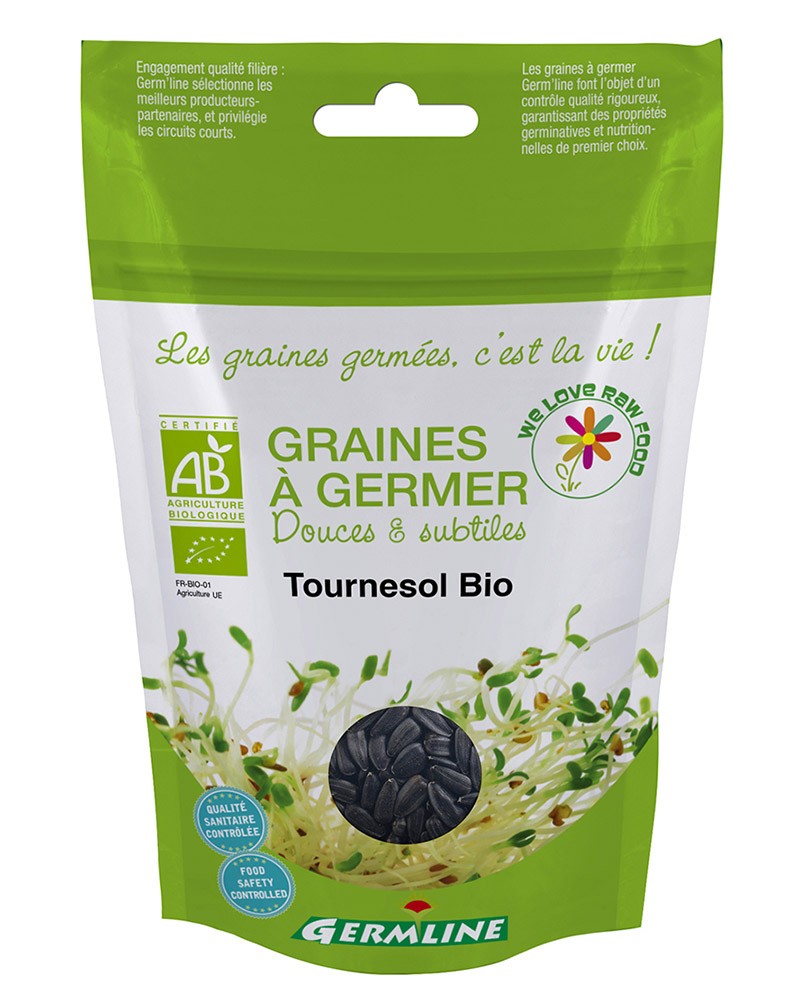 Engagement qualité filière :
Germ'line sélectionne les
meilleurs producteurs-
partenaires, et privilégie
les circuits courts.
Les graines à germer
Germ'line font l'objet d'un
contrôle qualité rigoureux,
garantissant des propriétés
germinatives et nutrition-
nelles de premier choix.
Les graines germées, c'est la vie !
CERTIFIÉ
AB
AGRICULTURE
BIOLOGIQUE
FR-BIO-01
Agriculture UE
GRAINES
À GERMER
Douces & subtiles
We Love Raw Food
Tournesol Bio
QUALITÉ
SANITAIRE
CONTRÔLÉE
FOOD
SAFETY
CONTROLLED
GERMLINE